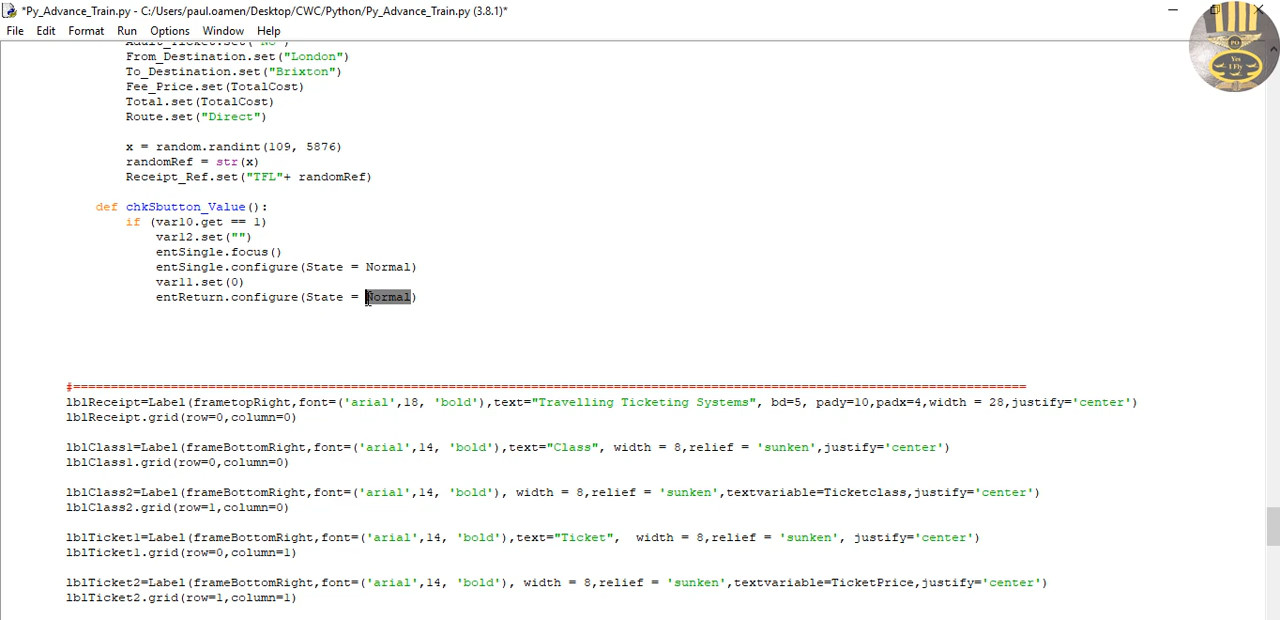 *Py_Advance_Train.py - C:/Users/paul.oamen/Desktop/CWC/Python/Py_Advance_Train.py (3.8.1)*
File Edit Format Run Options Window Help
Adult_Ticket.set("No")
From_Destination.set("London")
To_Destination.set("Brixton")
Fee_Price.set(TotalCost)
Total.set(TotalCost)
Route.set("Direct")
x = random.randint(109, 5876)
randomRef = str(x)
Receipt_Ref.set("TFL"+ randomRef)
def chkSbutton_Value():
if (var10.get == 1)
var12.set("")
entSingle.focus()
entSingle.configure(State = Normal)
var11.set(0)
entReturn.configure(State = Normal)
#===============================================================================================================================
lblReceipt=Label(frametopRight,font=('arial',18, 'bold'),text="Travelling Ticketing Systems", bd=5, pady=10,padx=4,width = 28,justify='center')
lblReceipt.grid(row=0,column=0)
lblClass1=Label(frameBottomRight,font=('arial',14, 'bold'),text="Class", width = 8,relief = 'sunken',justify='center')
lblClass1.grid(row=0,column=0)
lblClass2=Label(frameBottomRight,font=('arial',14, 'bold'), width = 8,relief = 'sunken',textvariable=Ticketclass,justify='center')
lblClass2.grid(row=1,column=0)
lblTicket1=Label(frameBottomRight,font=('arial',14, 'bold'),text="Ticket",  width = 8,relief = 'sunken', justify='center')
lblTicket1.grid(row=0,column=1)
lblTicket2=Label(frameBottomRight,font=('arial',14, 'bold'), width = 8,relief = 'sunken',textvariable=TicketPrice,justify='center')
lblTicket2.grid(row=1,column=1)
PO
Yes
I Fly